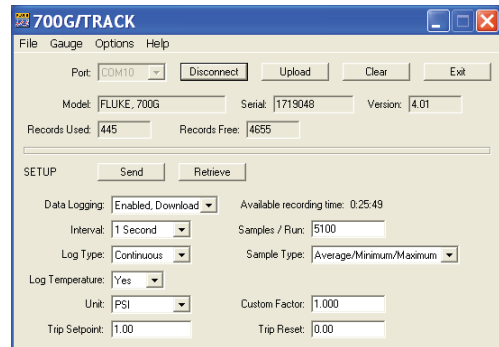 700G/TRACK
File Gauge Options Help
Port: COM10 Disconnect Upload Clear Exit
Model: FLUKE, 700G Serial: 1719048 Version: 4.01
Records Used: 445 Records Free: 4655
SETUP Send Retrieve
Data Logging: Enabled, Download Available recording time: 0:25:49
Interval: 1 Second Samples / Run: 5100
Log Type: Continuous Sample Type: Average/Minimum/Maximum
Log Temperature: Yes
Unit: PSI Custom Factor: 1.000
Trip Setpoint: 1.00 Trip Reset: 0.00